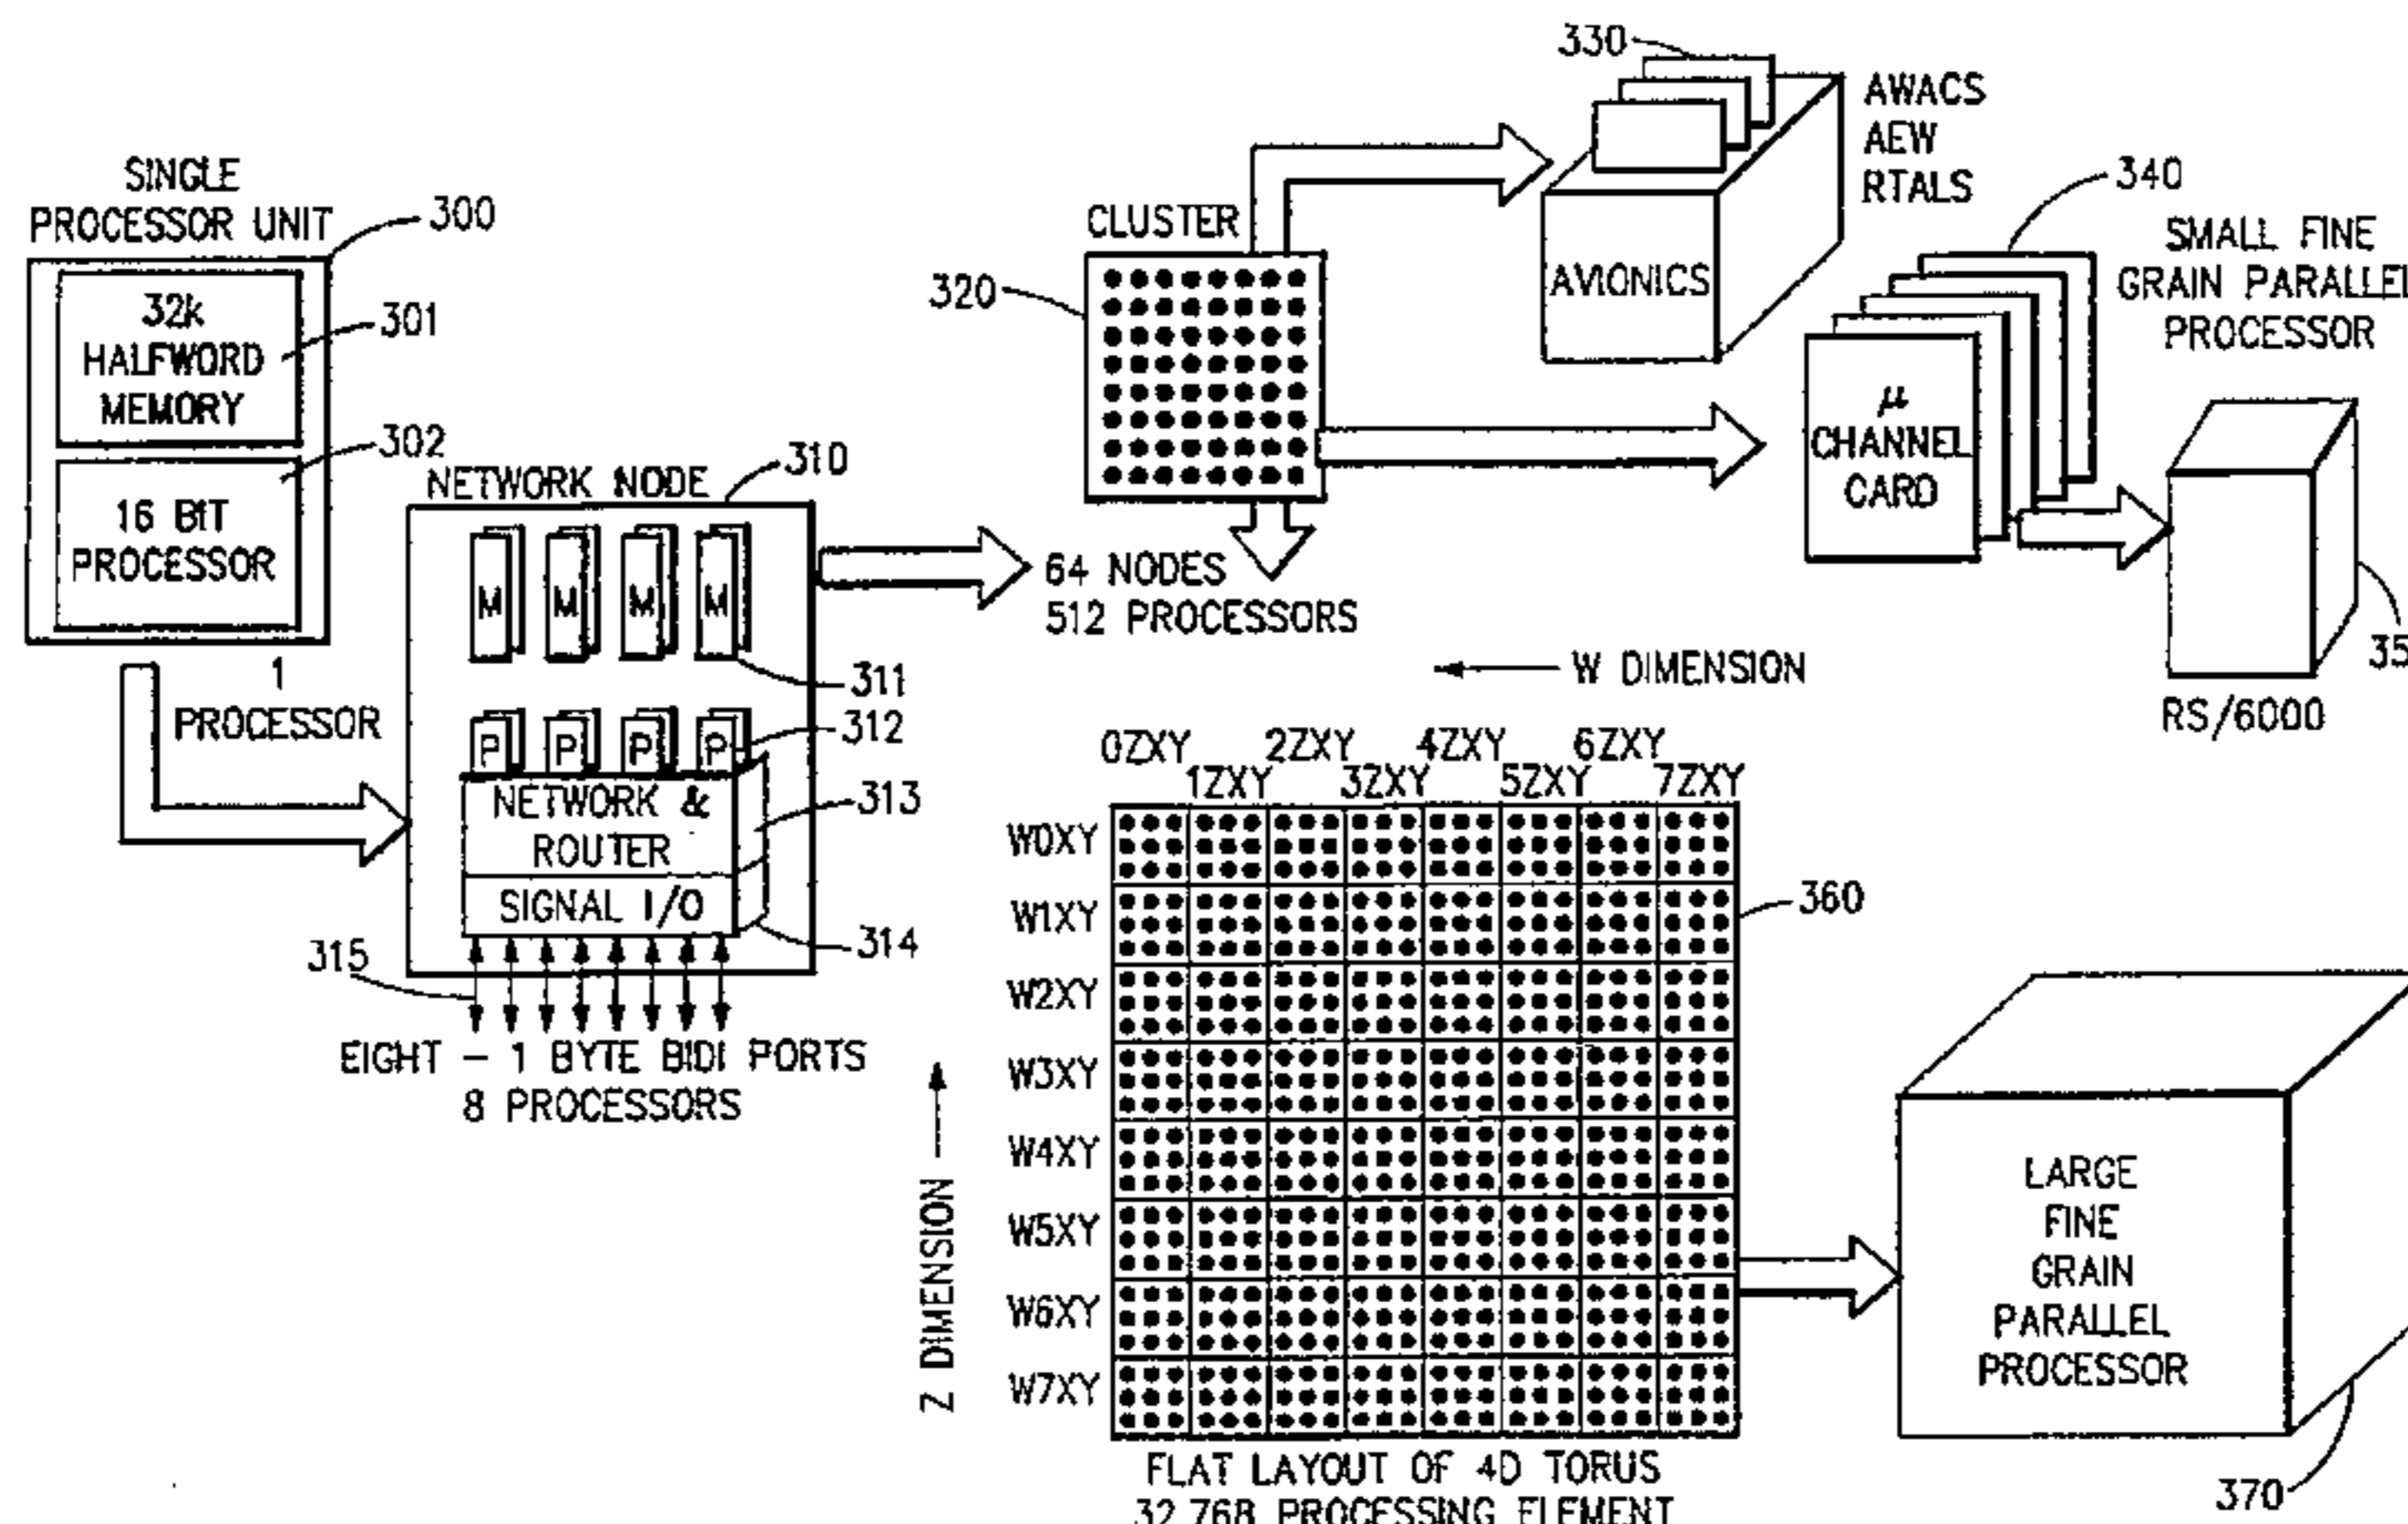 SINGLE
PROCESSOR UNIT
300
32k
HALFWORD
MEMORY
301
16 BIT
PROCESSOR
302
1
PROCESSOR
NETWORK NODE
310
M M M M
311
P P P P
312
NETWORK &
ROUTER
313
SIGNAL I/O
314
315
EIGHT - 1 BYTE BIDI PORTS
8 PROCESSORS
CLUSTER
320
64 NODES
512 PROCESSORS
330
AVIONICS
AWACS
AEW
RTALS
340
μ
CHANNEL
CARD
SMALL FINE
GRAIN PARALLEL
PROCESSOR
RS/6000
W DIMENSION
0ZXY 2ZXY 4ZXY 6ZXY
1ZXY 3ZXY 5ZXY 7ZXY
W0XY
W1XY
W2XY
W3XY
W4XY
W5XY
W6XY
W7XY
Z DIMENSION
360
FLAT LAYOUT OF 4D TORUS
32,768 PROCESSING ELEMENT
LARGE
FINE
GRAIN
PARALLEL
PROCESSOR
370